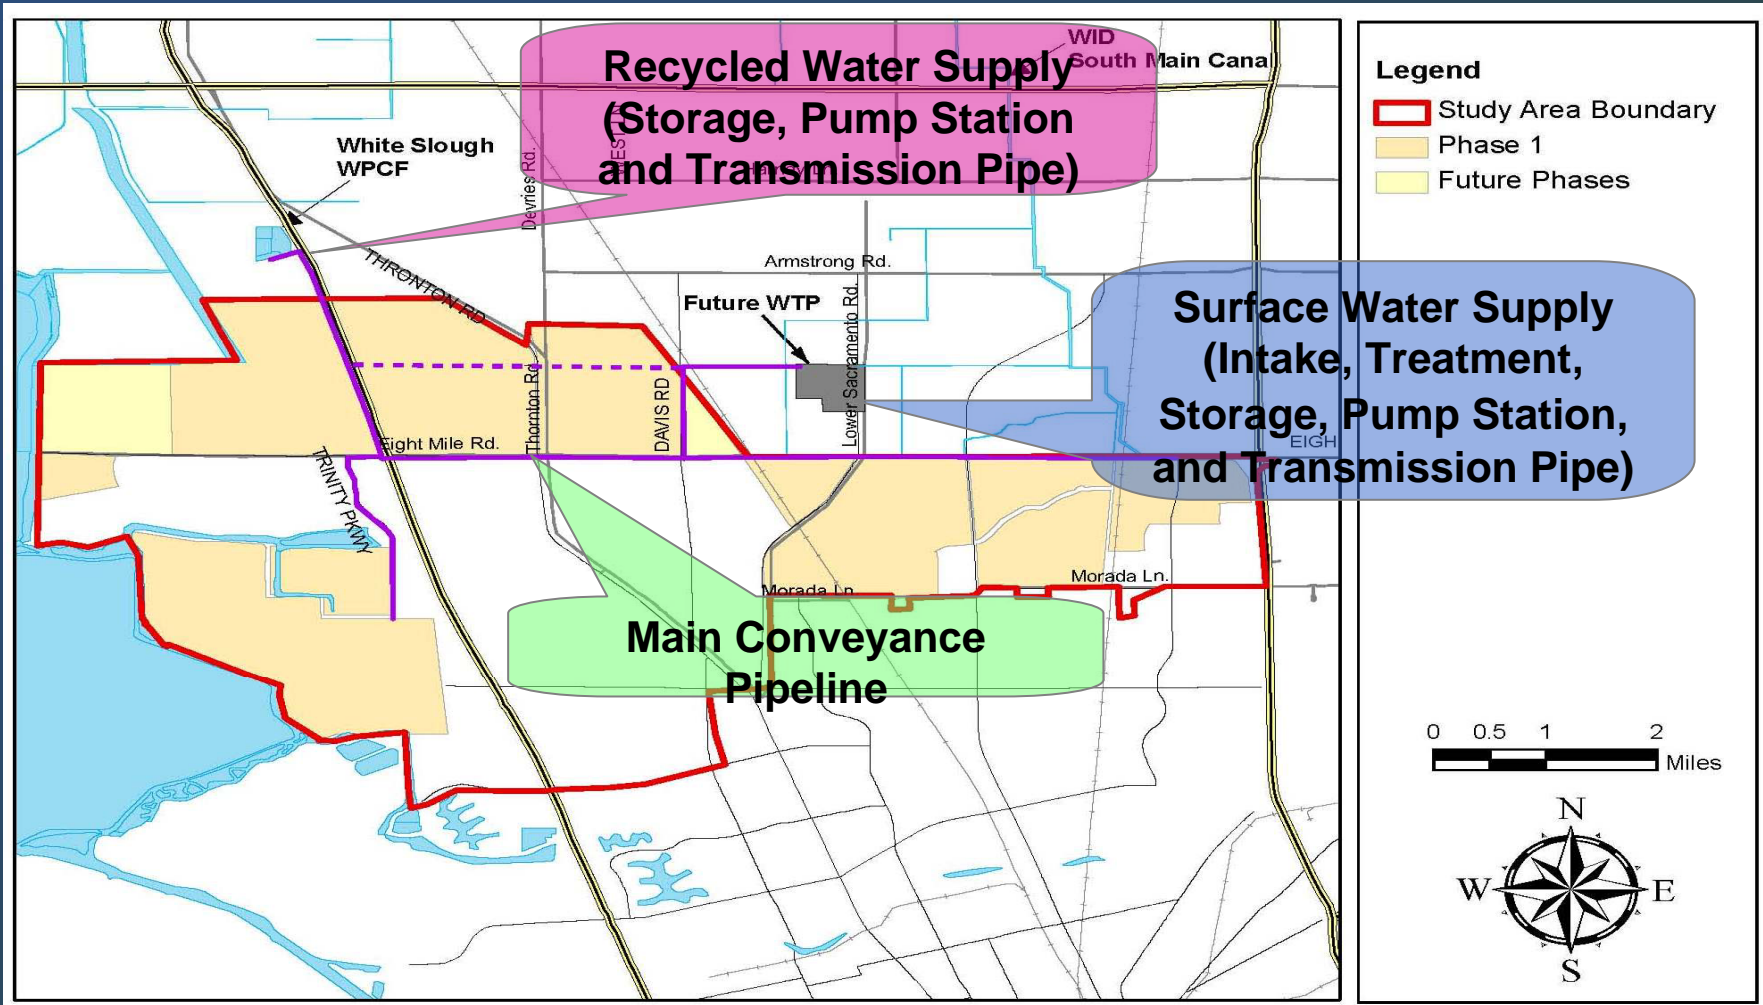 Recycled Water Supply
(Storage, Pump Station
and Transmission Pipe)
WID
South Main Canal
White Slough
WPCF
Devries Rd.
THRONTON RD
Armstrong Rd.
Future WTP
Lower Sacramento Rd.
Surface Water Supply
(Intake, Treatment,
Storage, Pump Station,
and Transmission Pipe)
Thornton Rd.
DAVIS RD
Eight Mile Rd.
EIGH
TRINITY PKWY
Morada Ln.
Morada Ln.
Main Conveyance
Pipeline
Legend
Study Area Boundary
Phase 1
Future Phases
0 0.5 1 2
Miles
N
W E
S